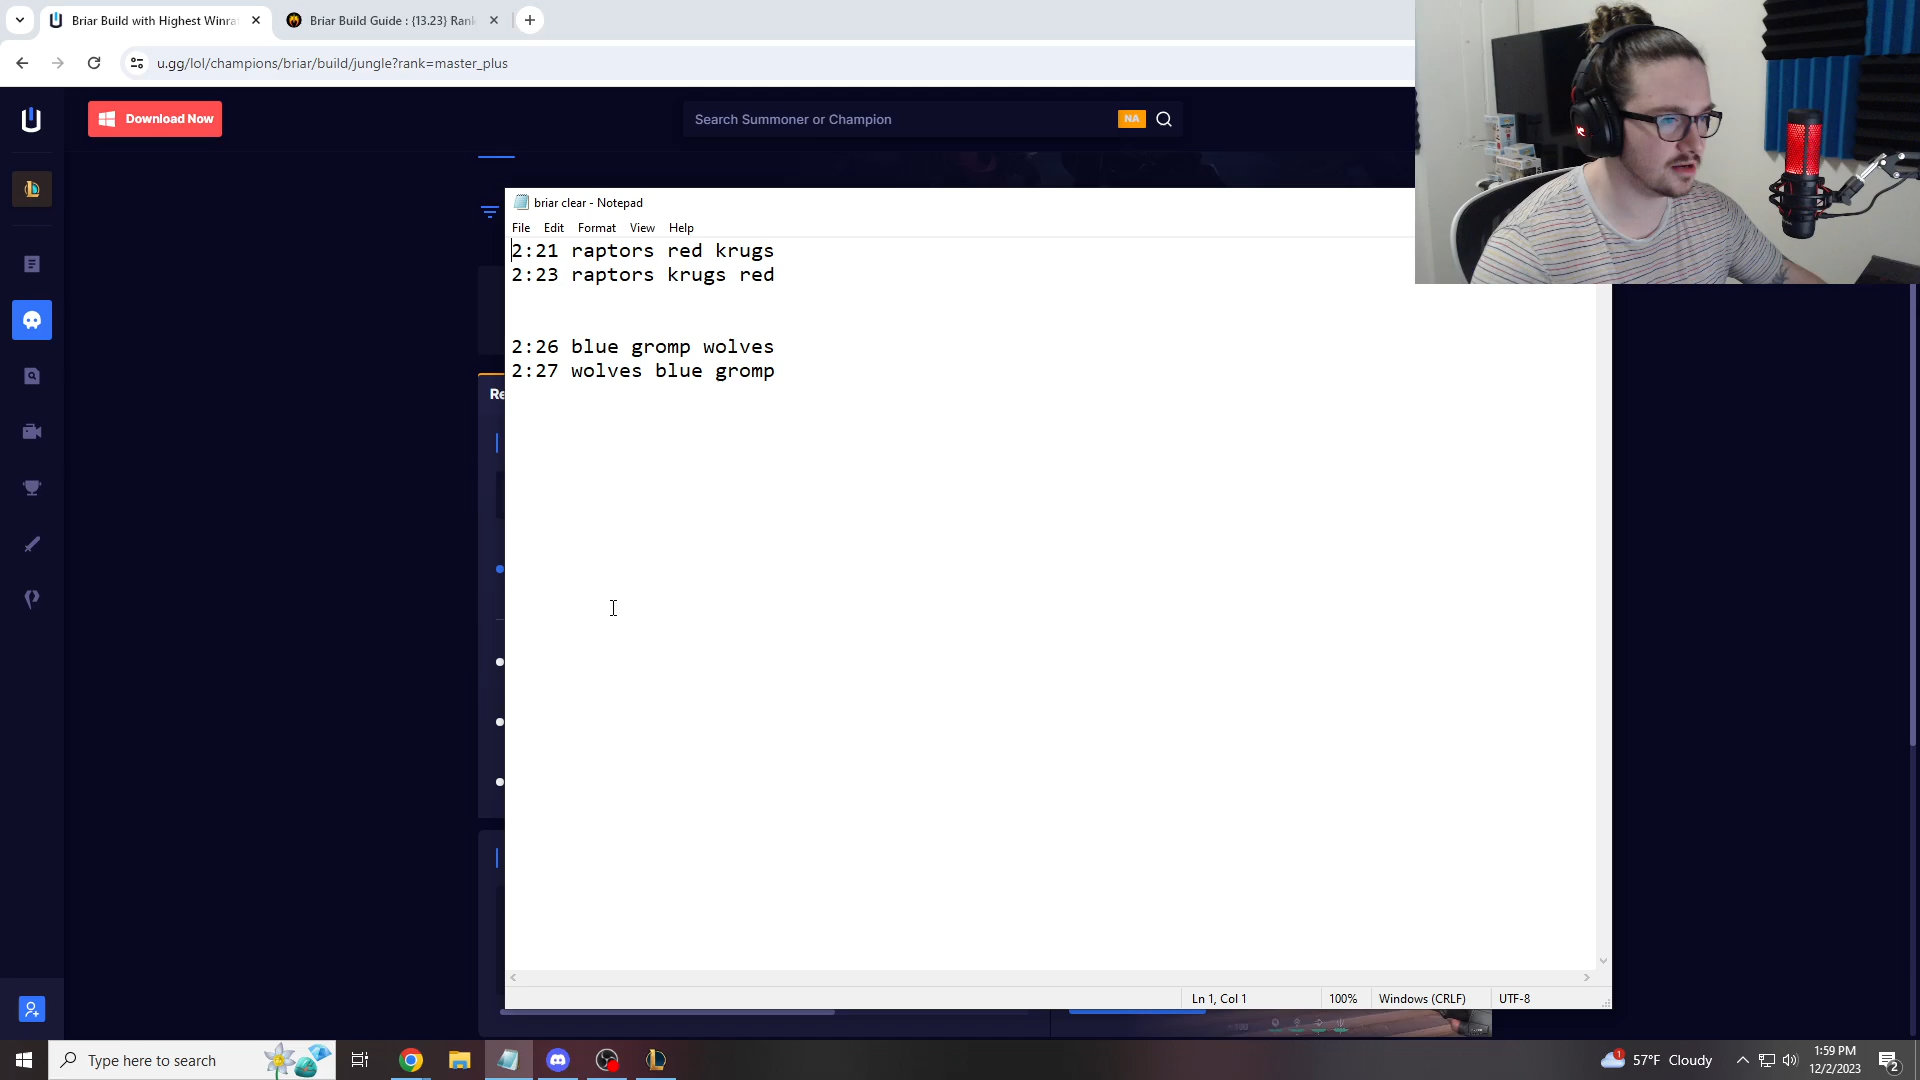 Briar Build with Highest Winra
Briar Build Guide : {13.23} Rank
u.gg/lol/champions/briar/build/jungle?rank=master_plus
Download Now
Search Summoner or Champion
NA
briar clear - Notepad
File Edit Format View Help
2:21 raptors red krugs
2:23 raptors krugs red
2:26 blue gromp wolves
2:27 wolves blue gromp
Re
Ln 1, Col 1
100%
Windows (CRLF)
UTF-8
Type here to search
1
57°F Cloudy
1:59 PM
12/2/2023
2